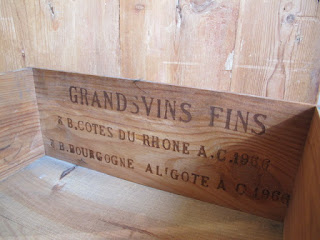 GRANDS VINS FINS
X B. COTES DU RHONE A.C. 1966
X B. BOURGOGNE ALIGOTE A C 1966